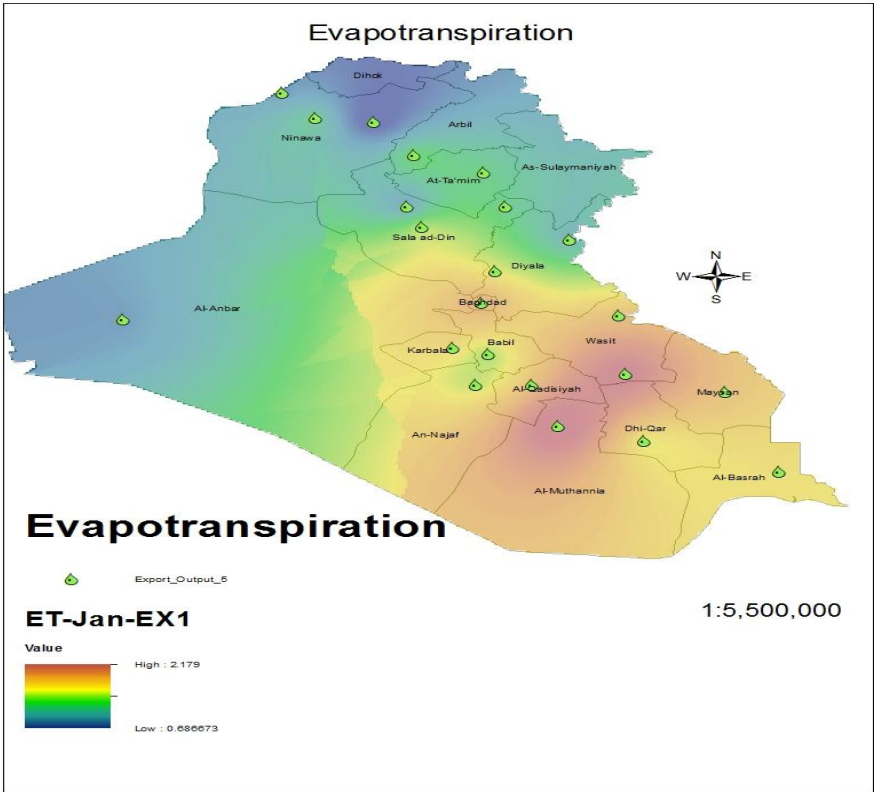 Evapotranspiration
Dihok
Arbil
Ninawa
As-Sulaymaniyah
At-Ta'mim
Sala ad-Din
N
W E
S
Diyala
Baghdad
Al-Anbar
Wasit
Babil
Karbala
Al-Qadisiyah
Maysan
Dhi-Qar
An-Najaf
Al-Basrah
Al-Muthannia
Evapotranspiration
Export_Output_5
1:5,500,000
ET-Jan-EX1
Value
High : 2.179
Low : 0.686673